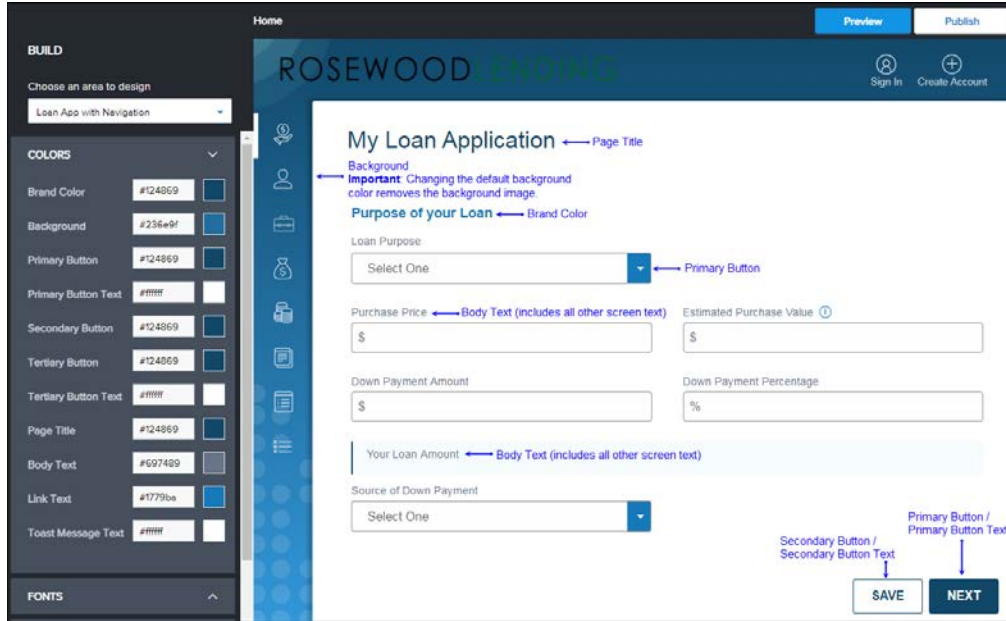 Home
Preview
Publish
BUILD
Choose an area to design
Loan App with Navigation
COLORS
Brand Color #124869
Background #236e9f
Primary Button #124869
Primary Button Text #ffffff
Secondary Button #124869
Tertiary Button #124869
Tertiary Button Text #ffffff
Page Title #124869
Body Text #697489
Link Text #1779ba
Toast Message Text #ffffff
FONTS
ROSEWOODLENDING
Sign In
Create Account
My Loan Application Page Title
Background
Important: Changing the default background
color removes the background image.
Purpose of your Loan Brand Color
Loan Purpose
Select One Primary Button
Purchase Price Body Text (includes all other screen text) Estimated Purchase Value
$ $
Down Payment Amount Down Payment Percentage
$ %
Your Loan Amount Body Text (includes all other screen text)
Source of Down Payment
Select One
Secondary Button /
Secondary Button Text
Primary Button /
Primary Button Text
SAVE NEXT